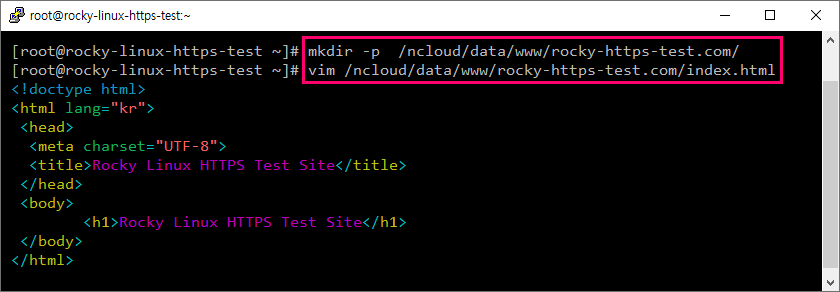 root@rocky-linux-https-test:~
[root@rocky-linux-https-test ~]# mkdir -p  /ncloud/data/www/rocky-https-test.com/
[root@rocky-linux-https-test ~]# vim /ncloud/data/www/rocky-https-test.com/index.html
<!doctype html>
<html lang="kr">
 <head>
  <meta charset="UTF-8">
  <title>Rocky Linux HTTPS Test Site</title>
 </head>
 <body>
        <h1>Rocky Linux HTTPS Test Site</h1>
 </body>
</html>